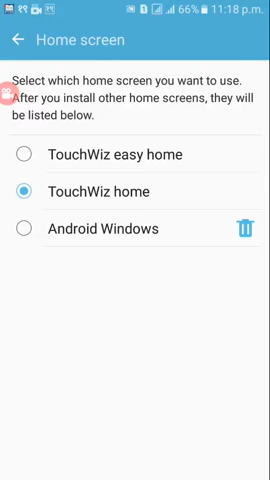 ११ 66% 11:18 p.m.
Home screen
Select which home screen you want to use.
After you install other home screens, they will
be listed below.
TouchWiz easy home
TouchWiz home
Android Windows